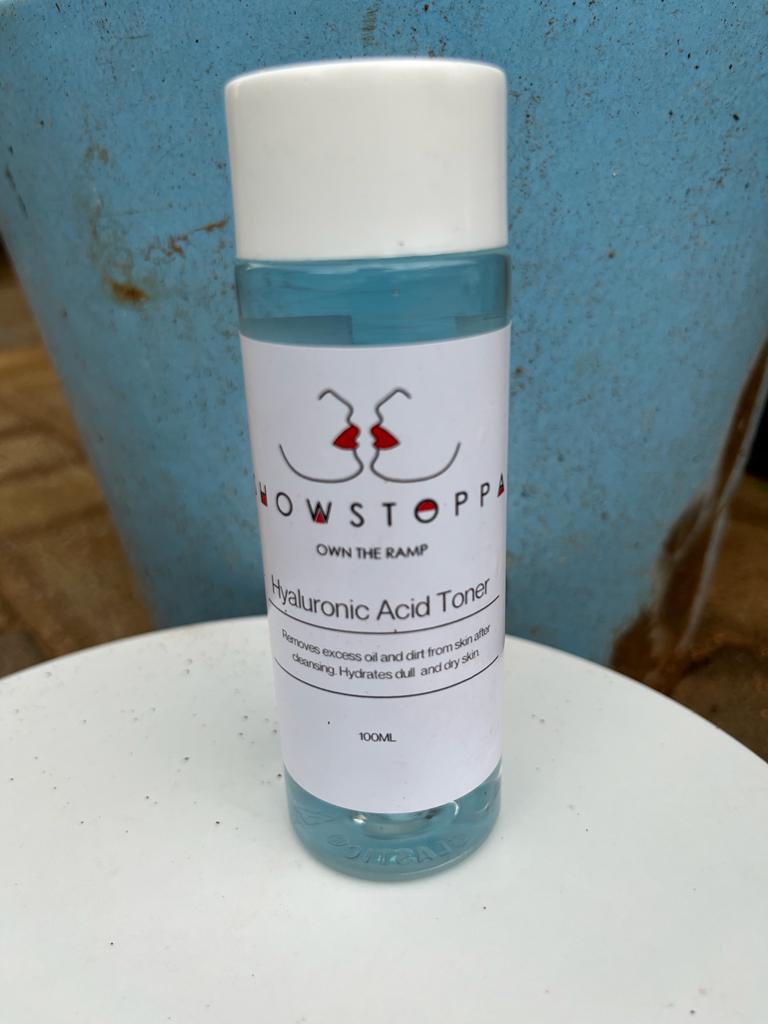 HOWSTOPPA
OWN THE RAMP
Hyaluronic Acid Toner
Removes excess oil and dirt from skin after
cleansing. Hydrates dull and dry skin.
100ML